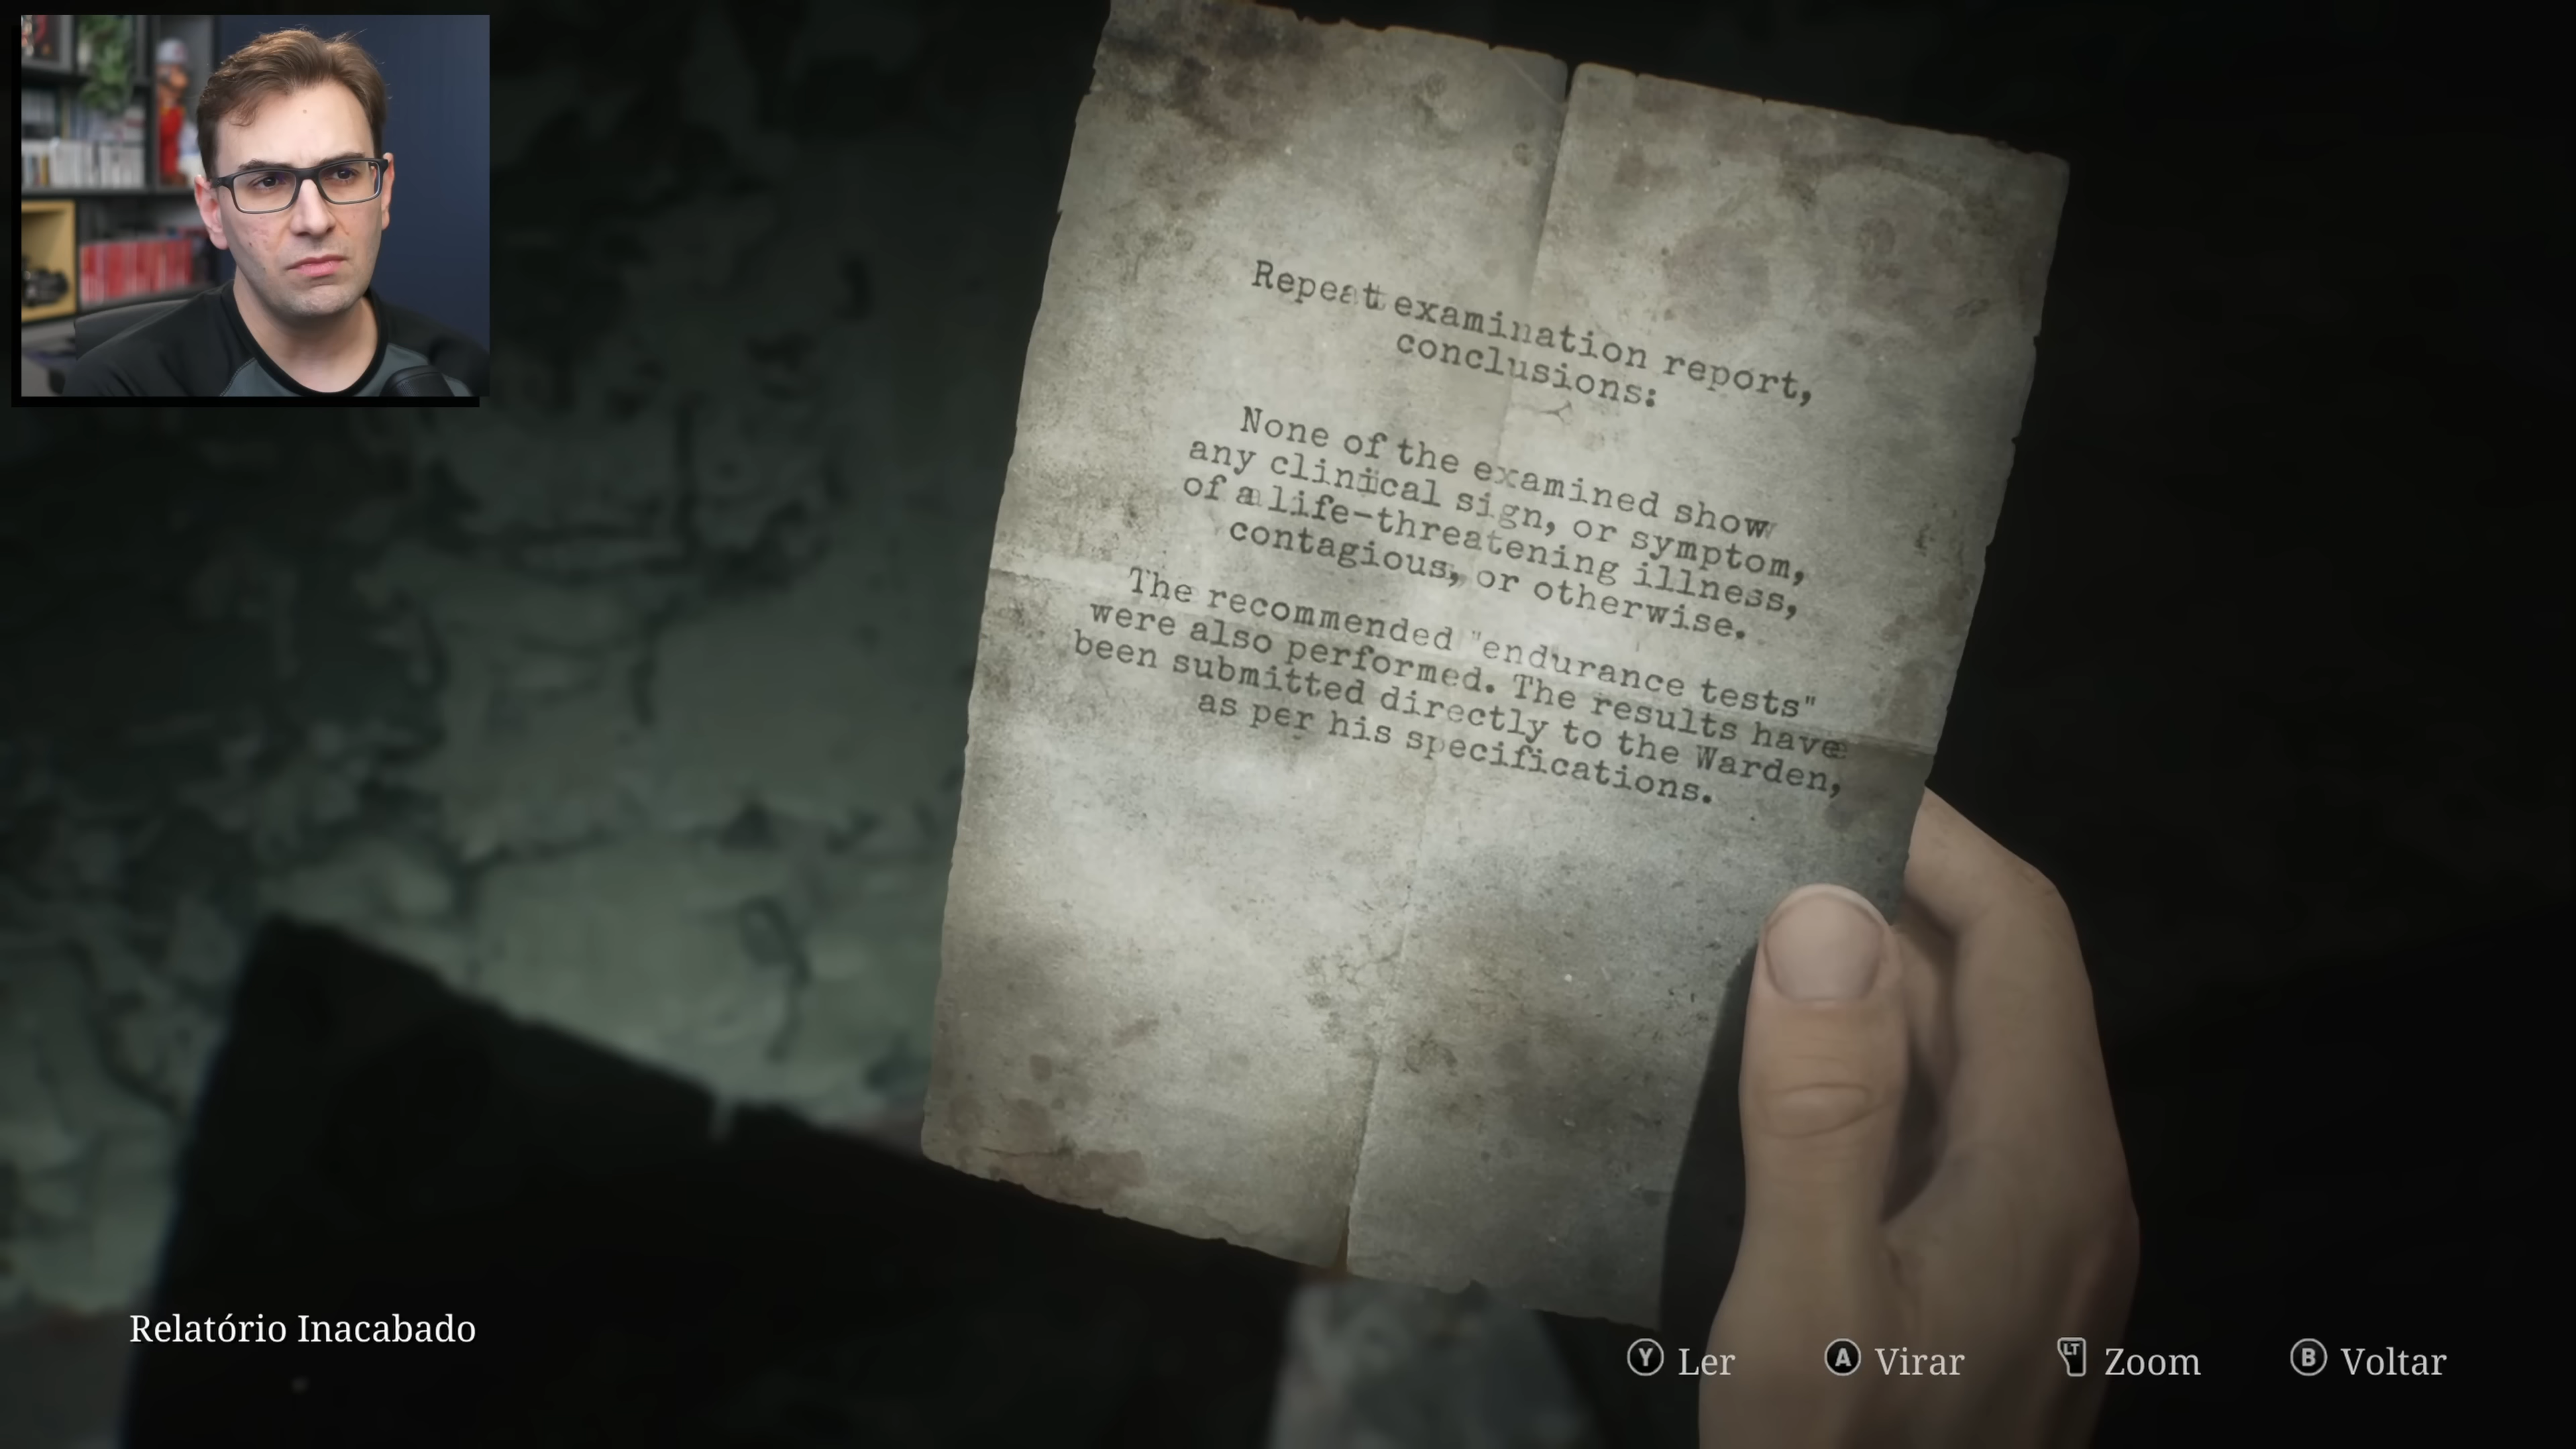 Repeat examination report,
conclusions:
None of the examined show
any clinical sign, or symptom,
of a life-threatening illness,
contagious, or otherwise.
The recommended "endurance tests"
were also performed. The results have
been submitted directly to the Warden,
as per his specifications.
Relatório Inacabado
Y Ler A Virar LT Zoom B Voltar